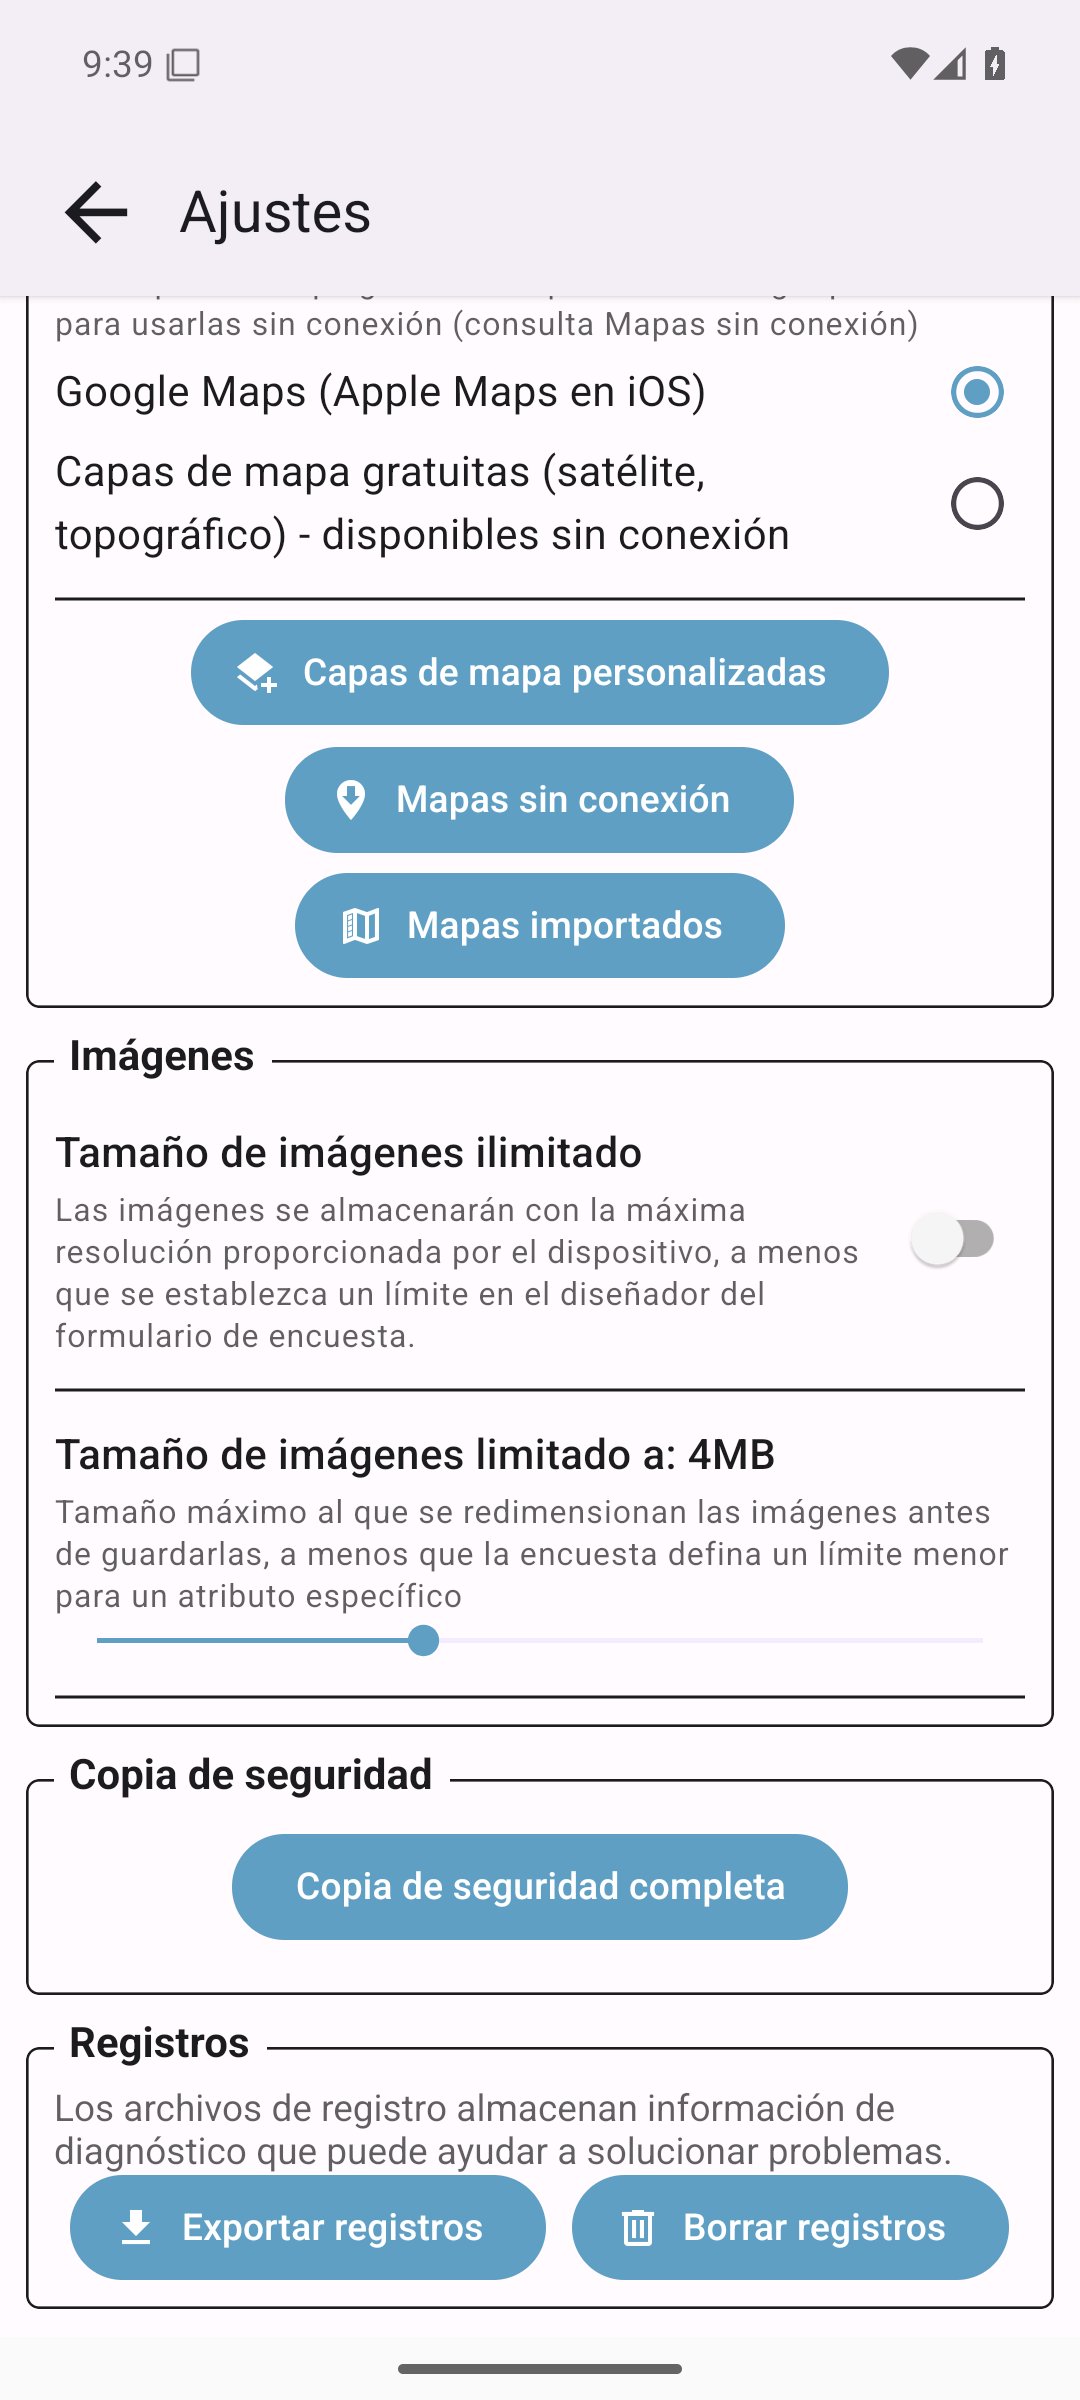 9:39
Ajustes
para usarlas sin conexión (consulta Mapas sin conexión)
Google Maps (Apple Maps en iOS)
Capas de mapa gratuitas (satélite,
topográfico) - disponibles sin conexión
Capas de mapa personalizadas
Mapas sin conexión
Mapas importados
Imágenes
Tamaño de imágenes ilimitado
Las imágenes se almacenarán con la máxima
resolución proporcionada por el dispositivo, a menos
que se establezca un límite en el diseñador del
formulario de encuesta.
Tamaño de imágenes limitado a: 4MB
Tamaño máximo al que se redimensionan las imágenes antes
de guardarlas, a menos que la encuesta defina un límite menor
para un atributo específico
Copia de seguridad
Copia de seguridad completa
Registros
Los archivos de registro almacenan información de
diagnóstico que puede ayudar a solucionar problemas.
Exportar registros
Borrar registros